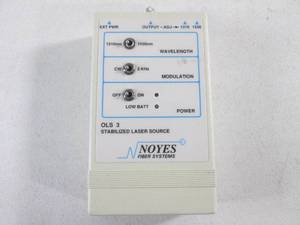 EXT PWR OUTPUT -ADJ-> 1310 1550
1310nm 1550nm
WAVELENGTH
CW 2 KHz
MODULATION
OFF ON
LOW BATT
POWER
OLS 3
STABILIZED LASER SOURCE
NOYES
FIBER SYSTEMS